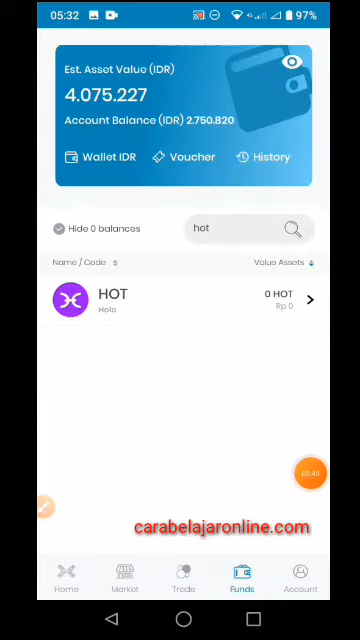 05:32 97%
Est. Asset Value (IDR)
4.075.227
Account Balance (IDR) 2.750.820
Wallet IDR Voucher History
Hide 0 balances hot
Name / Code Value Assets
HOT 0 HOT
Holo Rp 0
carabelajaronline.com
Home Market Trade Funds Account